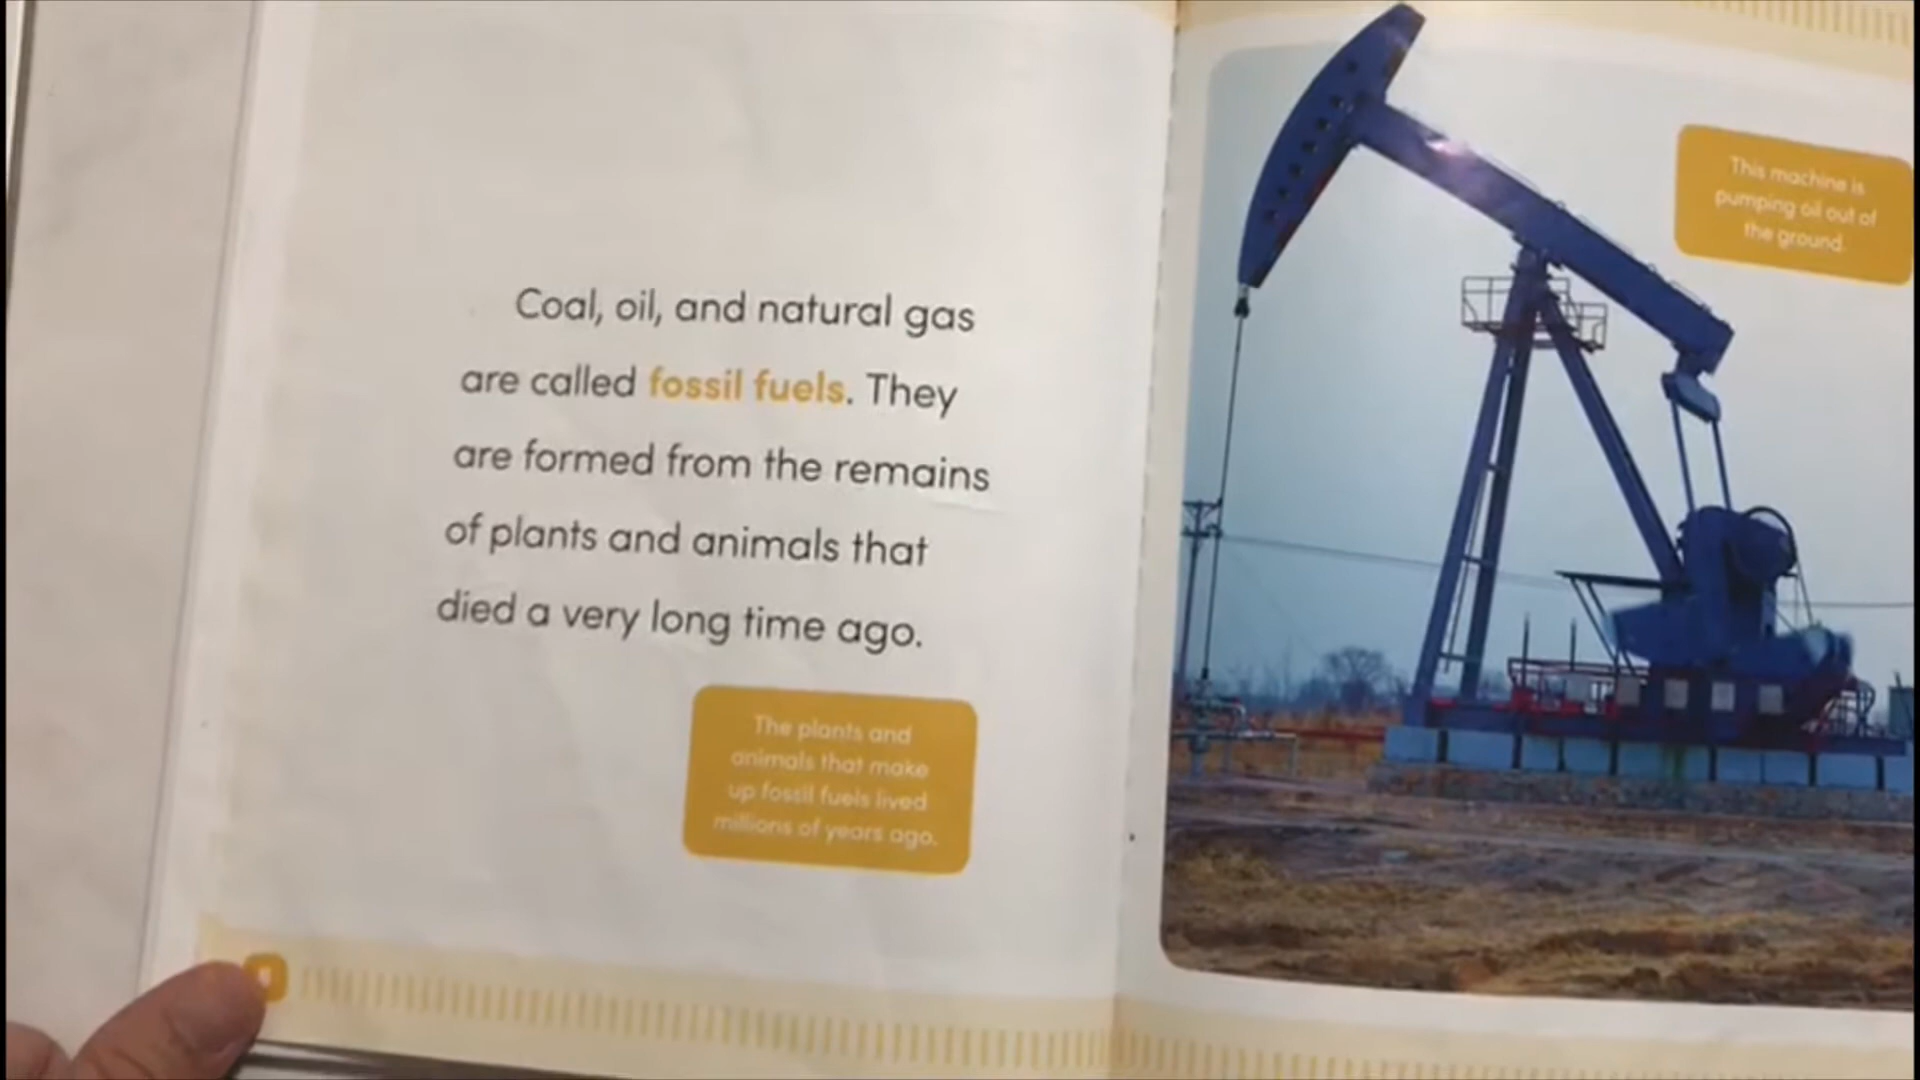 Coal, oil, and natural gas
are called fossil fuels. They
are formed from the remains
of plants and animals that
died a very long time ago.
The plants and
animals that make
up fossil fuels lived
millions of years ago.
This machine is
pumping oil out of
the ground.